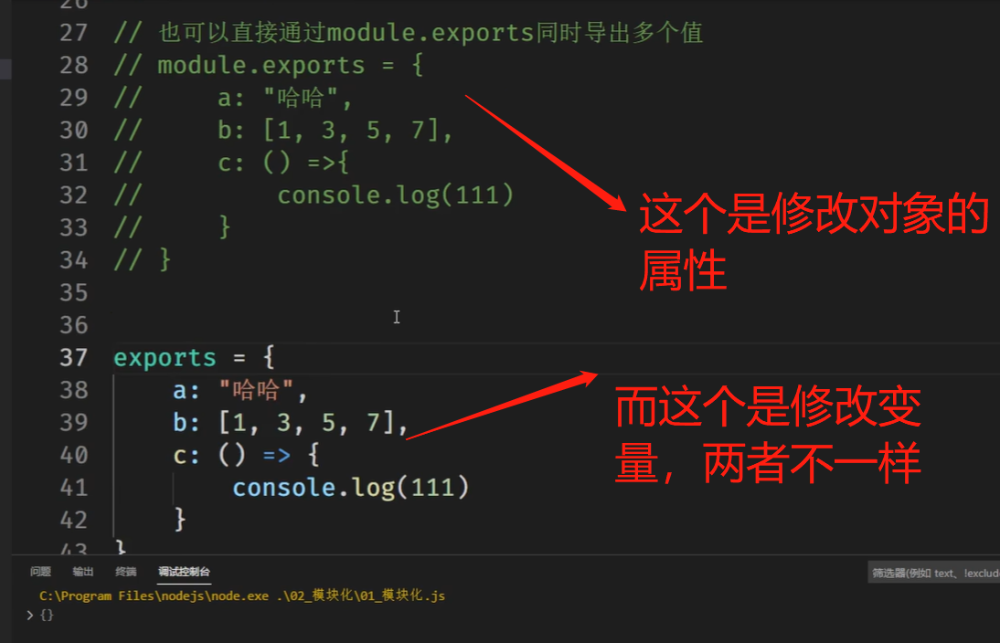 26
27 // 也可以直接通过module.exports同时导出多个值
28 // module.exports = {
29 //     a: "哈哈",
30 //     b: [1, 3, 5, 7],
31 //     c: () =>{
32 //         console.log(111)
33 //     }
34 // }
35
36
37 exports = {
38     a: "哈哈",
39     b: [1, 3, 5, 7],
40     c: () => {
41         console.log(111)
42     }
43 }
这个是修改对象的
属性
而这个是修改变
量，两者不一样
问题 输出 终端 调试控制台
筛选器(例如 text、!exclud
C:\Program Files\nodejs\node.exe .\02_模块化\01_模块化.js
> {}